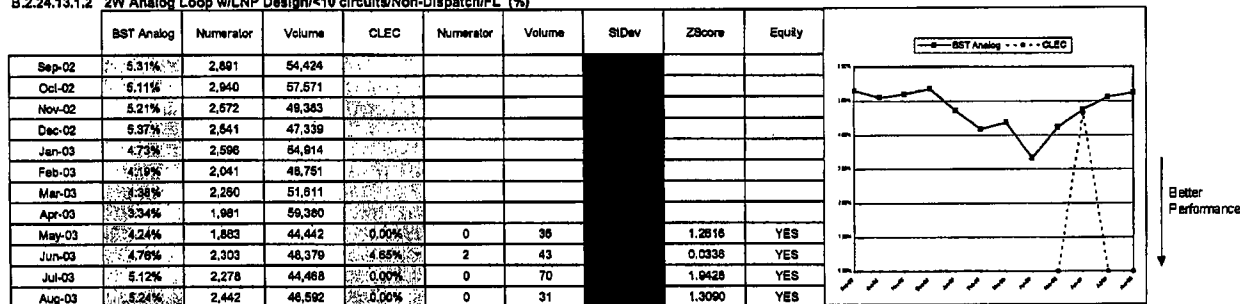 B.2.24.13.1.2 2W Analog Loop w/LNP Design/<10 circuits/Non-Dispatch/FL (%)
BST Analog Numerator Volume CLEC Numerator Volume StDev ZScore Equity
Sep-02 5.31% 2,891 54,424
Oct-02 5.11% 2,940 57,571
Nov-02 5.21% 2,572 49,383
Dec-02 5.37% 2,541 47,339
Jan-03 4.73% 2,596 54,914
Feb-03 4.19% 2,041 48,751
Mar-03 4.38% 2,260 51,611
Apr-03 3.34% 1,981 59,380
May-03 4.24% 1,883 44,442 0.00% 0 36 1.2616 YES
Jun-03 4.76% 2,303 48,379 4.65% 2 43 0.0336 YES
Jul-03 5.12% 2,278 44,468 0.00% 0 70 1.9428 YES
Aug-03 5.24% 2,442 46,592 0.00% 0 31 1.3090 YES
BST Analog CLEC
Better
Performance